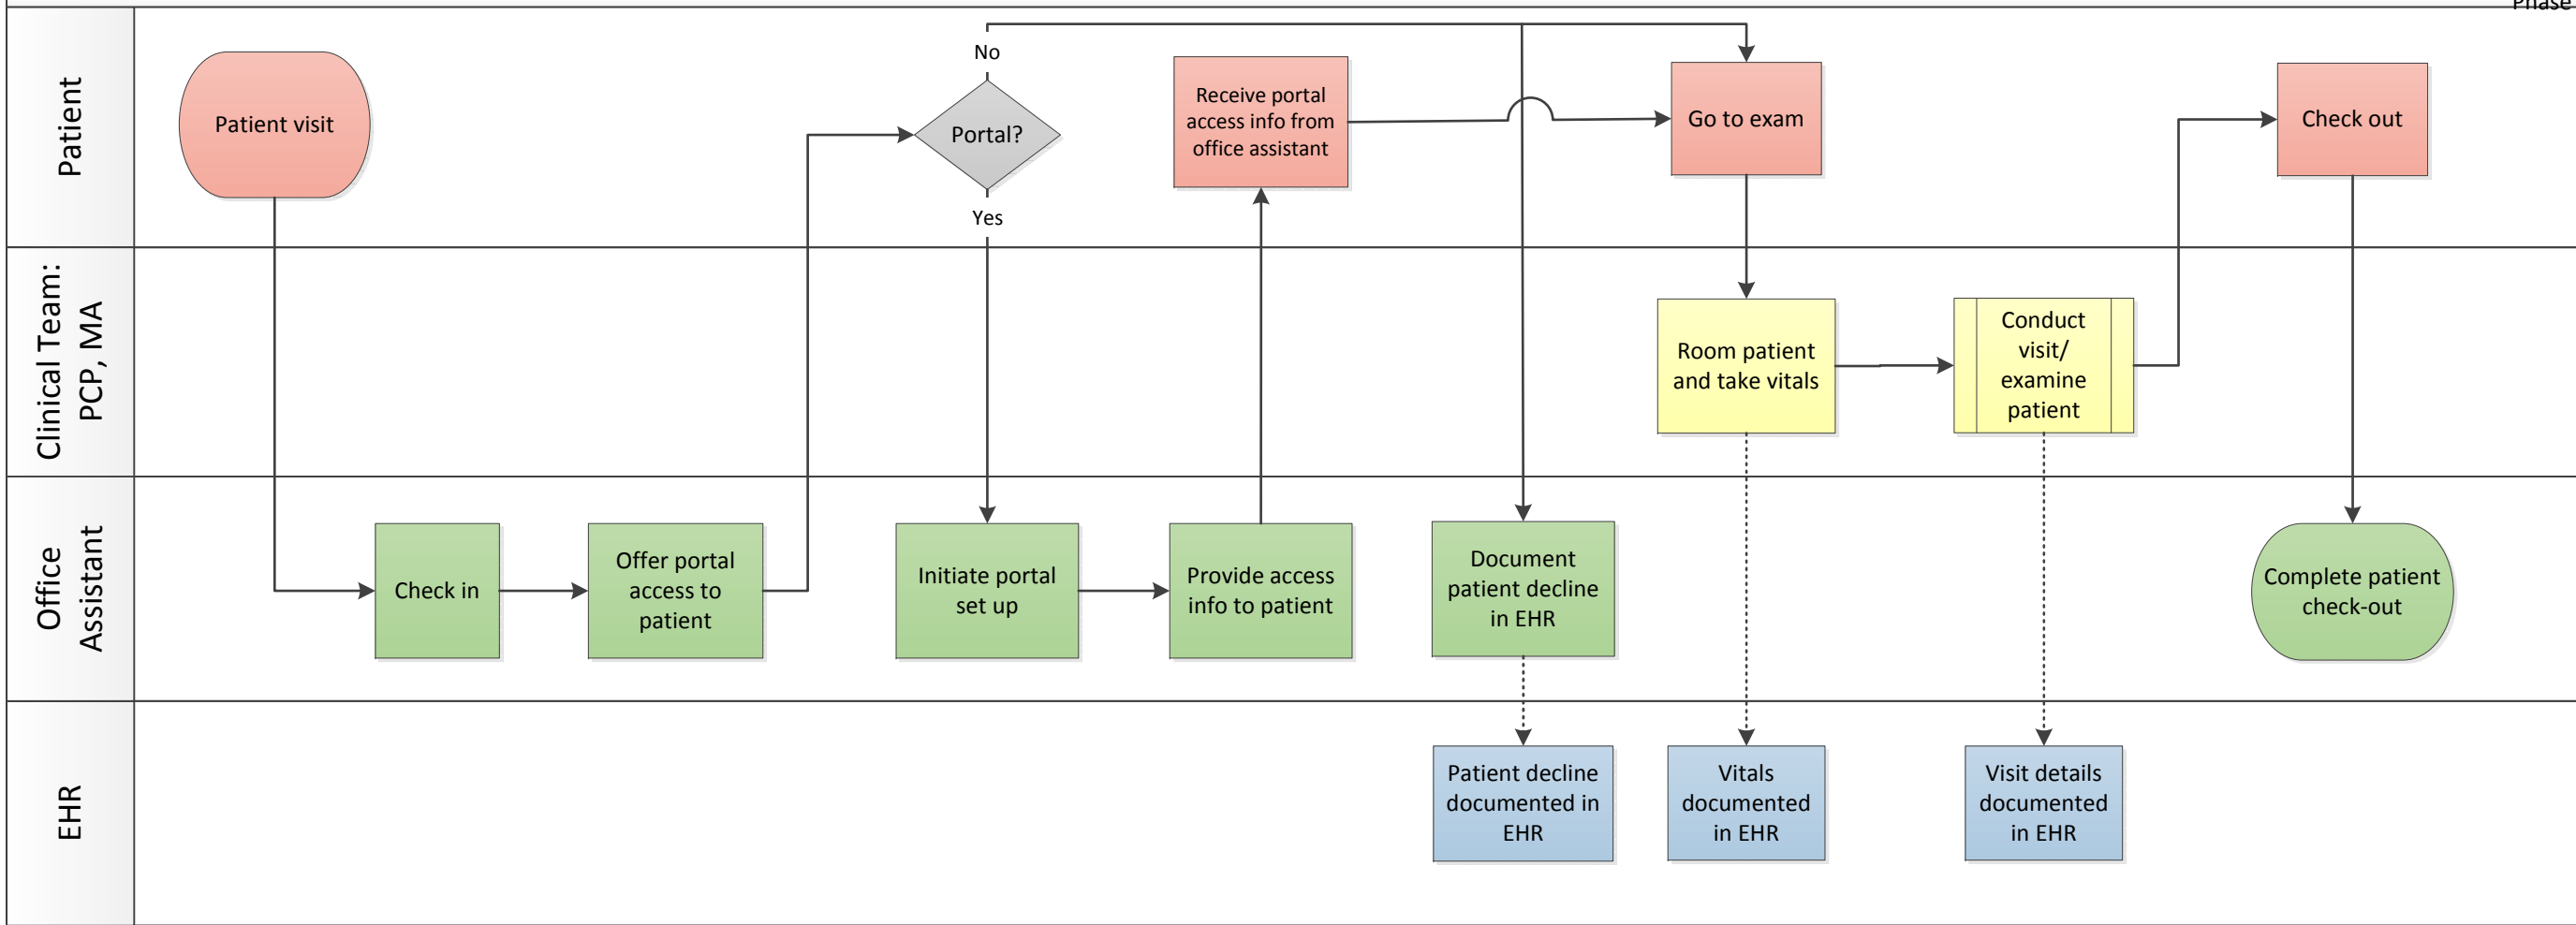 Phase
Patient
Patient visit
No
Portal?
Yes
Receive portal
access info from
office assistant
Go to exam
Check out
Clinical Team:
PCP, MA
Room patient
and take vitals
Conduct
visit/
examine
patient
Office
Assistant
Check in
Offer portal
access to
patient
Initiate portal
set up
Provide access
info to patient
Document
patient decline
in EHR
Complete patient
check-out
EHR
Patient decline
documented in
EHR
Vitals
documented
in EHR
Visit details
documented
in EHR